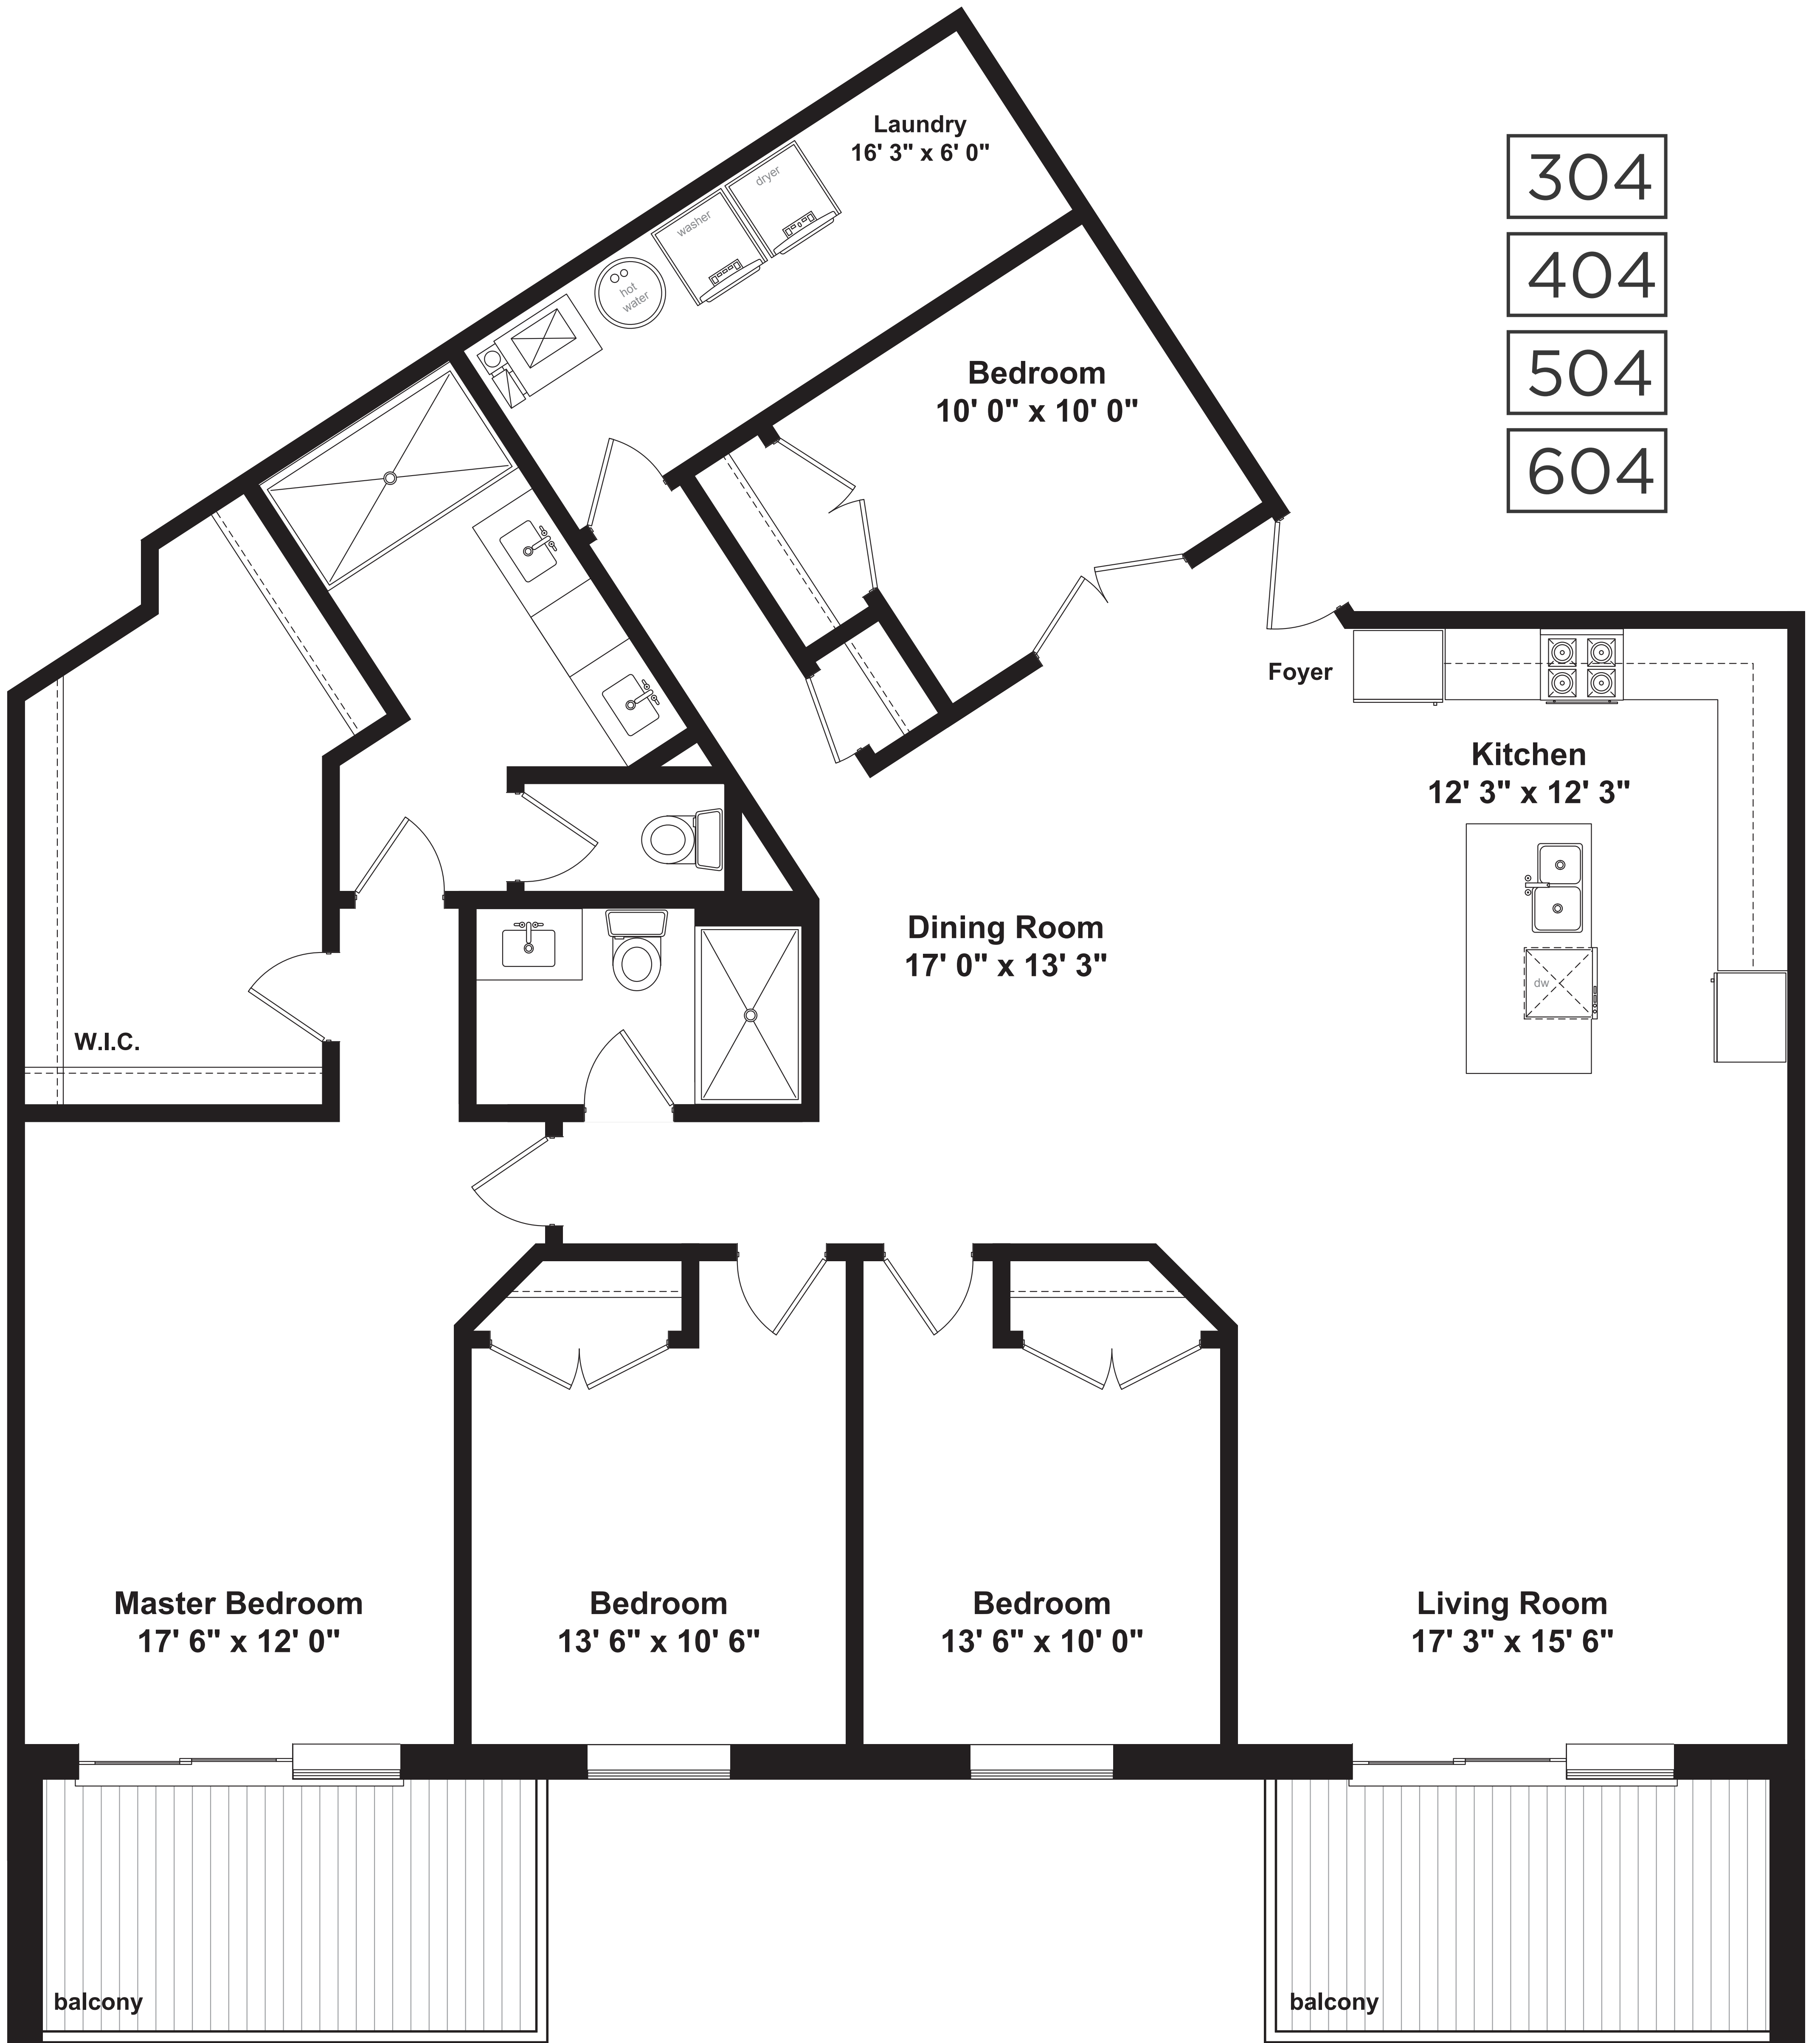 Laundry
16' 3" x 6' 0"
304
404
504
604
dryer
washer
hot
water
Bedroom
10' 0" x 10' 0"
Foyer
Kitchen
12' 3" x 12' 3"
Dining Room
17' 0" x 13' 3"
dw
W.I.C.
Master Bedroom
17' 6" x 12' 0"
Bedroom
13' 6" x 10' 6"
Bedroom
13' 6" x 10' 0"
Living Room
17' 3" x 15' 6"
balcony
balcony